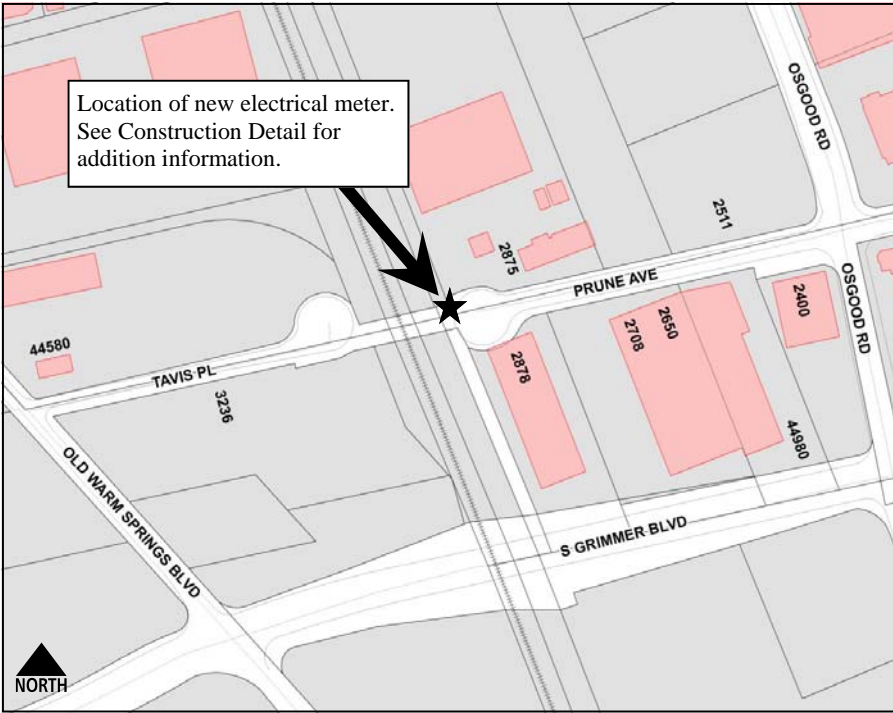 OSGOOD RD
Location of new electrical meter.
See Construction Detail for
addition information.
2511
2875
PRUNE AVE
OSGOOD RD
2400
2650
2708
44580
TAVIS PL
2878
3236
44980
OLD WARM SPRINGS BLVD
S GRIMMER BLVD
NORTH